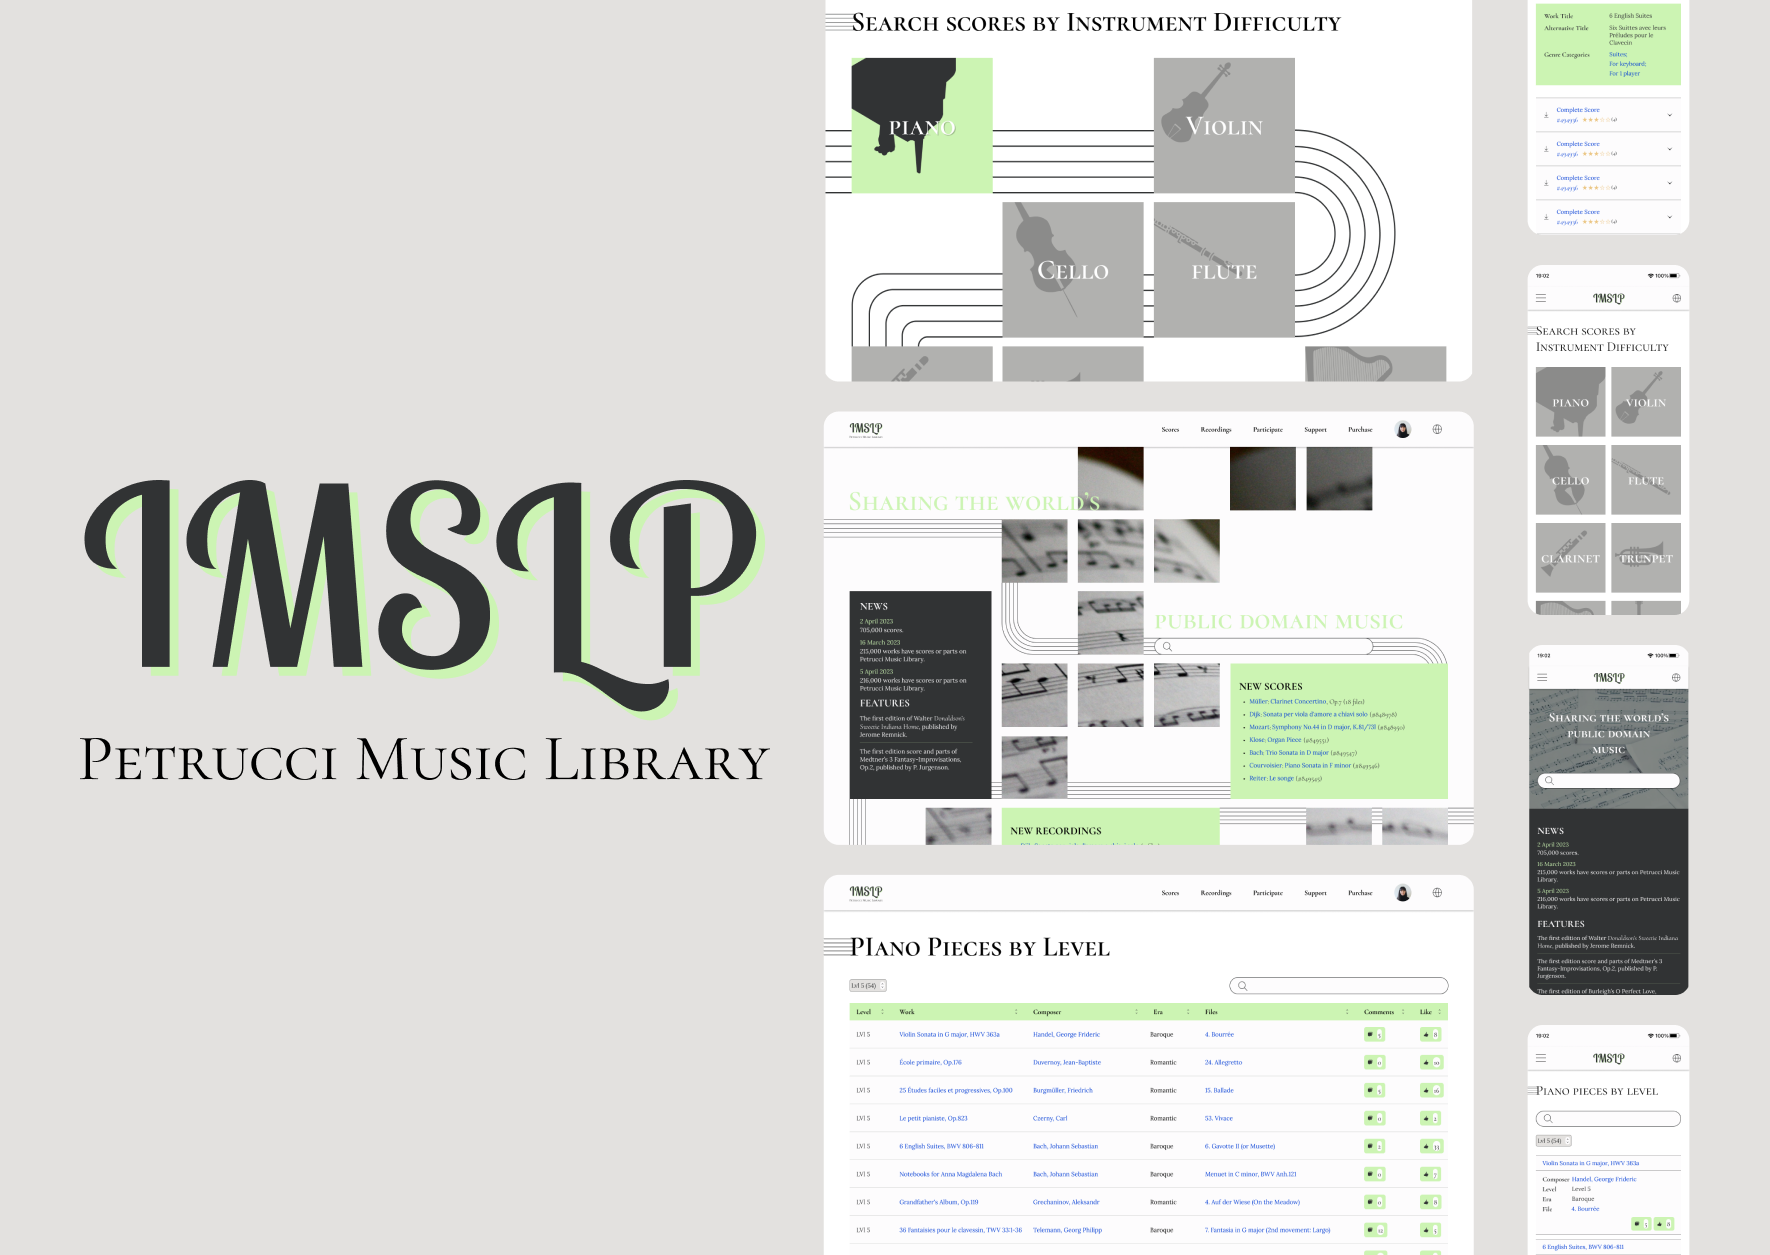 IMSLP
Petrucci Music Library
Search scores by Instrument Difficulty
piano
Violin
Cello
flute
IMSLP
Petrucci Music Library
Scores Recordings Participate Support Purchase
Sharing the world's
public domain music
NEWS
2 April 2023
705,000 scores.
16 March 2023
215,000 works have scores or parts on
Petrucci Music Library.
5 April 2023
216,000 works have scores or parts on
Petrucci Music Library.
FEATURES
The first edition of Walter Donaldson's
Sweetie Indiana Home, published by
Jerome Remnick.
The first edition score and parts of
Medtner's 3 Fantasy-Improvisations,
Op.2, published by P. Jurgenson.
NEW SCORES
Müller: Clarinet Concertino, Op.7 (18 files)
Dijk: Sonata per viola d'amore a chiavi soio
Mozart: Symphony No.44 in D major, K.81/73l
Klose: Organ Piece
Bach: Trio Sonata in D major
Courvoisier: Piano Sonata in F minor
Reiter: Le songe
NEW RECORDINGS
IMSLP
Petrucci Music Library
Scores Recordings Participate Support Purchase
PIano Pieces by Level
Lvl 5 (54)
Level Work Composer Era Files Comments Like
LVl 5 Violin Sonata in G major, HWV 363a Handel, George Frideric Baroque 4. Bourrée 5 8
LVl 5 École primaire, Op.176 Duvernoy, Jean-Baptiste Romantic 24. Allegretto 0 10
LVl 5 25 Études faciles et progressives, Op.100 Burgmüller, Friedrich Romantic 15. Ballade 5 16
LVl 5 Le petit pianiste, Op.823 Czerny, Carl Romantic 53. Vivace 0 2
LVl 5 6 English Suites, BWV 806-811 Bach, Johann Sebastian Baroque 6. Gavotte II (or Musette) 2 13
LVl 5 Notebooks for Anna Magdalena Bach Bach, Johann Sebastian Baroque Menuet in C minor, BWV Anh.121 0 7
LVl 5 Grandfather's Album, Op.119 Grechaninov, Aleksandr Romantic 4. Auf der Wiese (On the Meadow) 0 8
LVl 5 36 Fantaisies pour le clavessin, TWV 33:1-36 Telemann, Georg Philipp Baroque 7. Fantasia in G major (2nd movement: Largo) 12 5
Work Title 6 English Suites
Alternative Title Six Suittes avec leurs
Préludes pour le
Clavecin
Genre Categories Suites;
For keyboard;
For 1 player
Complete Score
Complete Score
Complete Score
Complete Score
19:02 100%
IMSLP
Search scores by
Instrument Difficulty
piano
violin
cello
flute
clarinet
trunpet
19:02 100%
IMSLP
Sharing the world's
public domain
music
NEWS
2 April 2023
705,000 scores.
16 March 2023
215,000 works have scores or parts on Petrucci Music
Library.
5 April 2023
216,000 works have scores or parts on Petrucci Music
Library.
FEATURES
The first edition of Walter Donaldson's Sweetie Indiana
Home, published by Jerome Remnick.
The first edition score and parts of Medtner's 3
Fantasy-Improvisations, Op.2, published by P.
Jurgenson.
The first edition of Burleigh's O Perfect Love,
19:02 100%
IMSLP
Piano pieces by level
Lvl 5 (54)
Violin Sonata in G major, HWV 363a
Composer Handel, George Frideric
Level Level 5
Era Baroque
File 4. Bourrée
5 8
6 English Suites, BWV 806-811